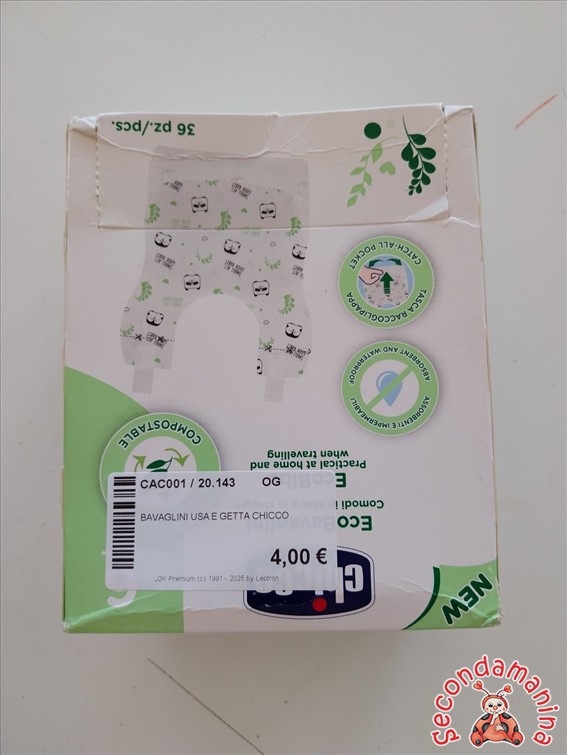 36 pz./pcs.
TASCA RACCOGLIPAPPA
CATCH-ALL POCKET
ASSORBENTI E IMPERMEABILI
ABSORBENT AND WATERPROOF
COMPOSTABLE
when travelling
Practical at home and
Comodi i
Eco
CAC001 / 20.143 OG
BAVAGLINI USA E GETTA CHICCO
4,00 €
J2K Premium (c) 1991 - 2025 by Lectron
NEW
Secondamanina